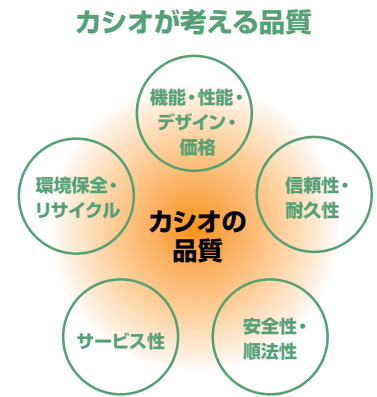 カシオが考える品質
機能・性能・
デザイン・
価格
環境保全・
リサイクル
信頼性・
耐久性
カシオの
品質
サービス性
安全性・
順法性